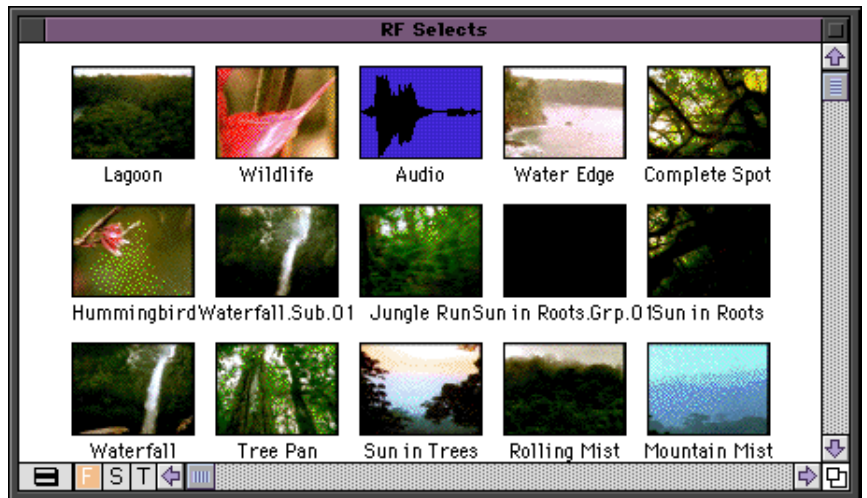 RF Selects
Lagoon Wildlife Audio Water Edge Complete Spot
Hummingbird Waterfall.Sub.01 Jungle Run Sun in Roots.Grp.01 Sun in Roots
Waterfall Tree Pan Sun in Trees Rolling Mist Mountain Mist
F S T